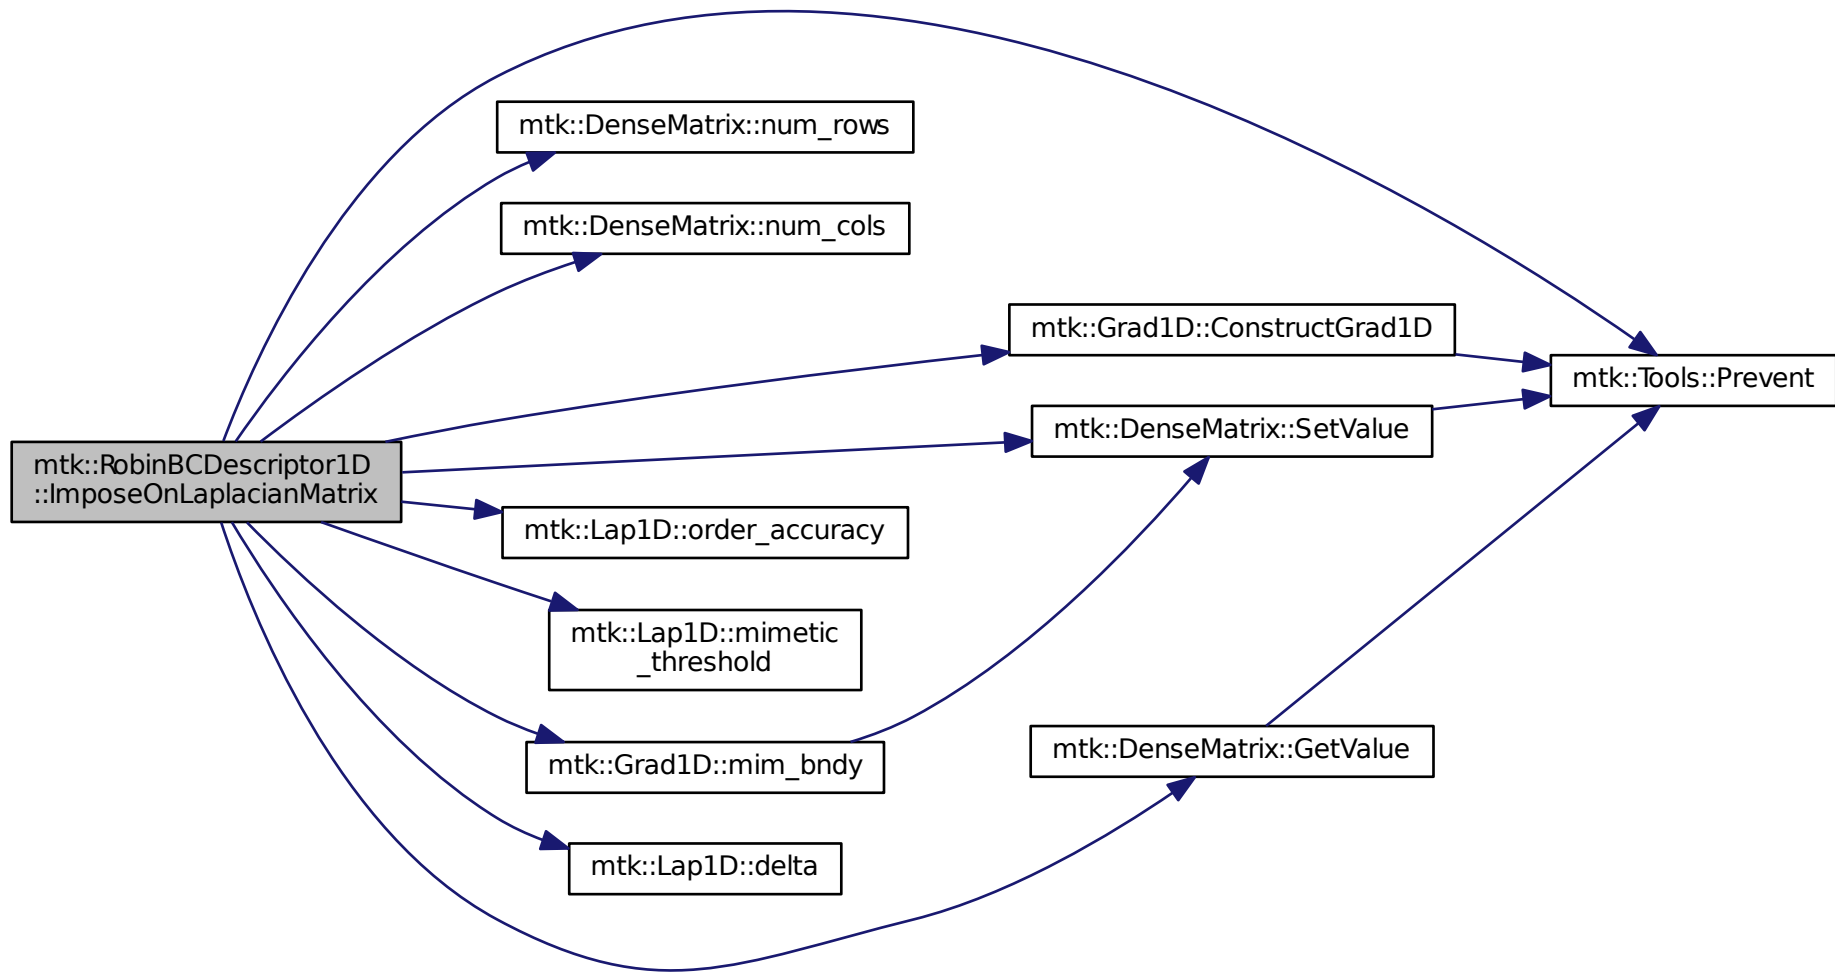 mtk::DenseMatrix::num_rows
mtk::DenseMatrix::num_cols
mtk::Grad1D::ConstructGrad1D
mtk::Tools::Prevent
mtk::DenseMatrix::SetValue
mtk::RobinBCDescriptor1D
::ImposeOnLaplacianMatrix
mtk::Lap1D::order_accuracy
mtk::Lap1D::mimetic
_threshold
mtk::Grad1D::mim_bndy
mtk::DenseMatrix::GetValue
mtk::Lap1D::delta